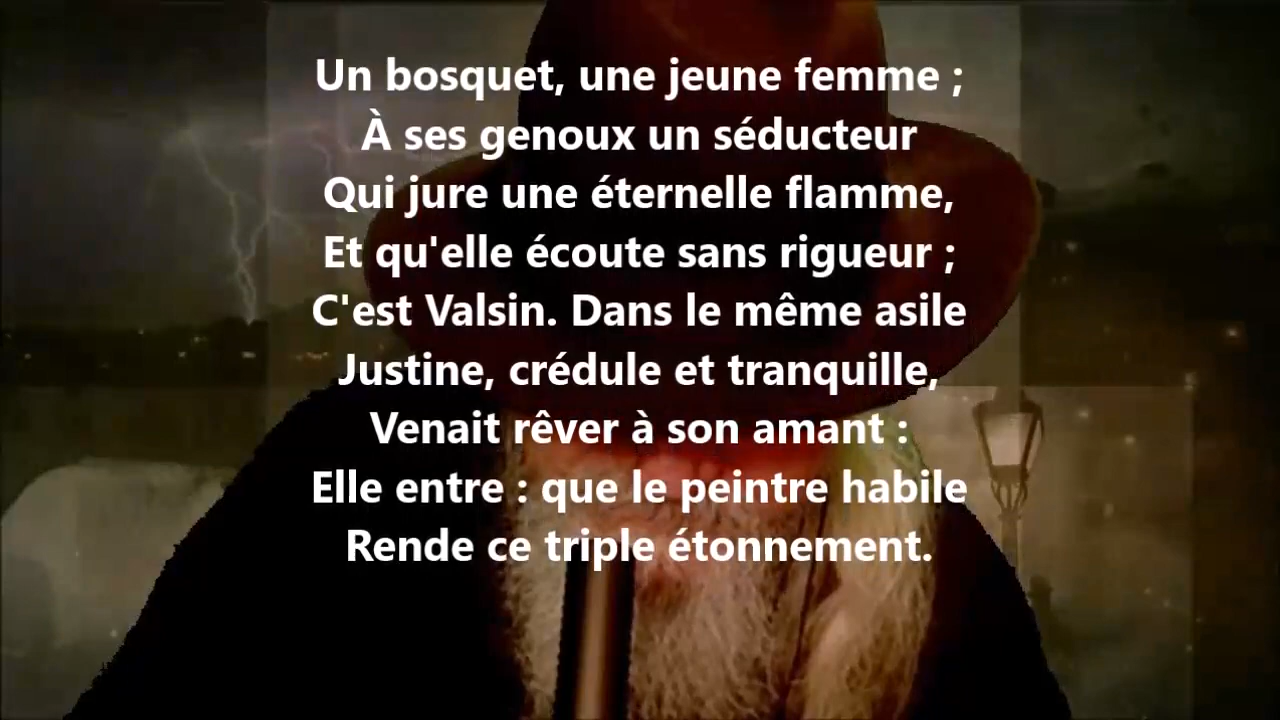 Un bosquet, une jeune femme ;
À ses genoux un séducteur
Qui jure une éternelle flamme,
Et qu'elle écoute sans rigueur ;
C'est Valsin. Dans le même asile
Justine, crédule et tranquille,
Venait rêver à son amant :
Elle entre : que le peintre habile
Rende ce triple étonnement.